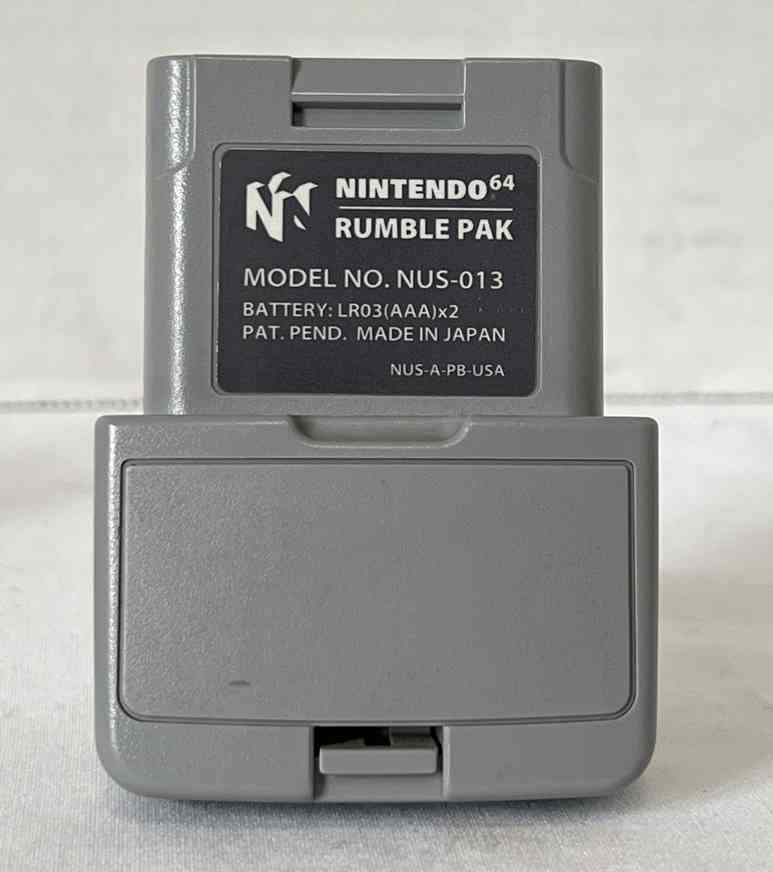 NINTENDO64
RUMBLE PAK
MODEL NO. NUS-013
BATTERY: LR03(AAA)x2
PAT. PEND. MADE IN JAPAN
NUS-A-PB-USA